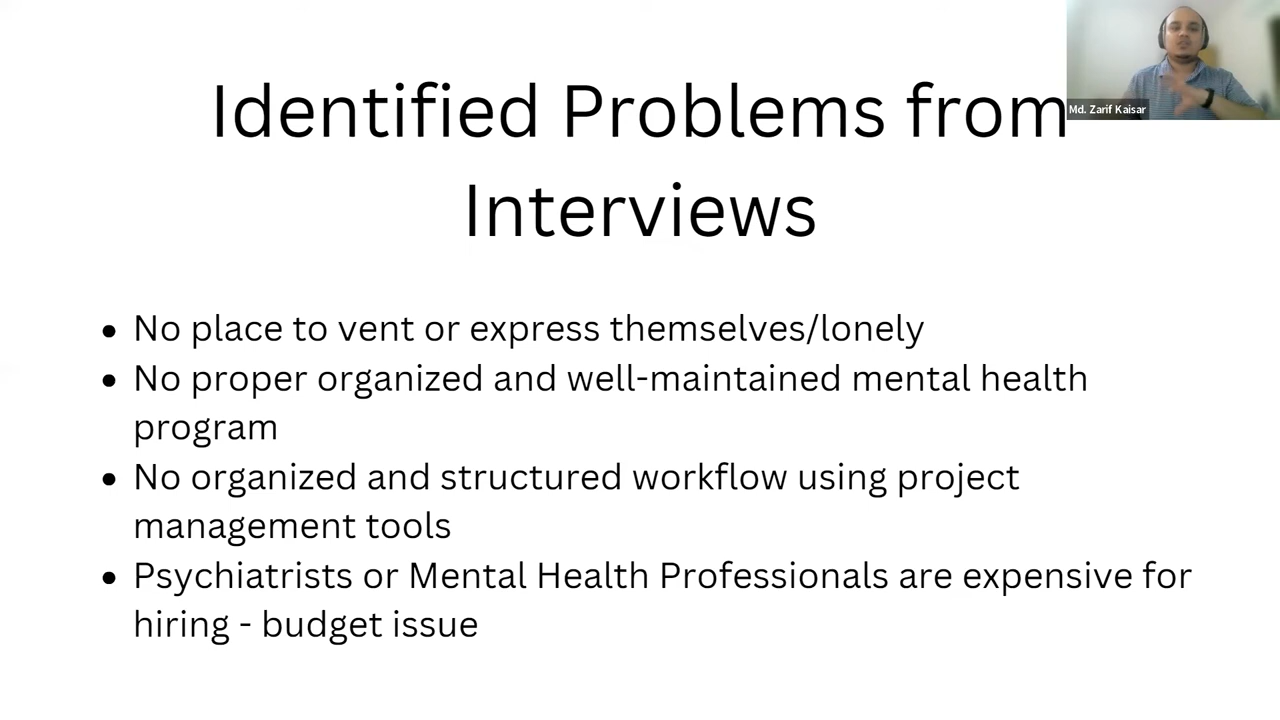 Identified Problems from
Interviews
Md. Zarif Kaisar
• No place to vent or express themselves/lonely
• No proper organized and well-maintained mental health
program
• No organized and structured workflow using project
management tools
• Psychiatrists or Mental Health Professionals are expensive for
hiring - budget issue